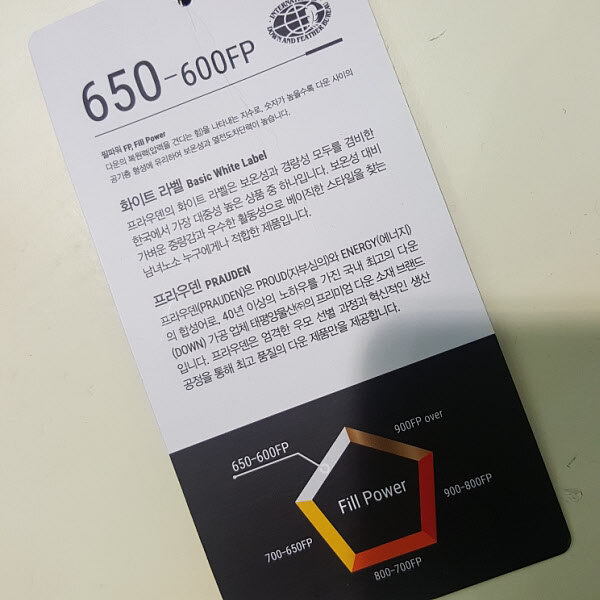 INTERNATIONAL
DOWN AND FEATHER BUREAU
650-600FP
필파워 FP, Fill Power
다운의 복원력(압력을 견디는 힘)을 나타내는 지수로, 숫자가 높을수록 다운 사이의
공기층 형성에 유리하여 보온성과 열전도차단력이 높습니다.
화이트 라벨 Basic White Label
프라우덴의 화이트 라벨은 보온성과 경량성 모두를 겸비한
한국에서 가장 대중성 높은 상품 중 하나입니다. 보온성 대비
가벼운 중량감과 우수한 활동성으로 베이직한 스타일을 찾는
남녀노소 누구에게나 적합한 제품입니다.
프라우덴 PRAUDEN
프라우덴(PRAUDEN)은 PROUD(자부심의)와 ENERGY(에너지)
의 합성어로, 40년 이상의 노하우를 가진 국내 최고의 다운
(DOWN) 가공 업체 태평양물산㈜의 프리미엄 다운 소재 브랜드
입니다. 프라우덴은 엄격한 우모 선별 과정과 혁신적인 생산
공정을 통해 최고 품질의 다운 제품만을 제공합니다.
900FP over
650-600FP
Fill Power
900-800FP
700-650FP
800-700FP